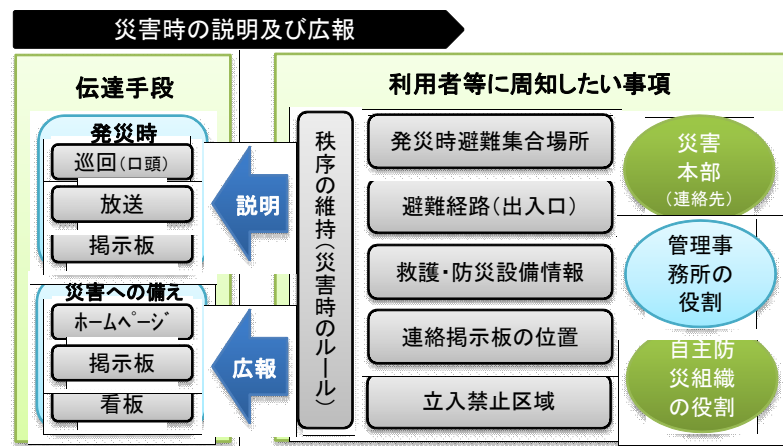 災害時の説明及び広報
伝達手段
発災時
巡回(口頭)
放送
掲示板
災害への備え
ホームページ
掲示板
看板
説明
広報
利用者等に周知したい事項
秩序の維持(災害時のルール)
発災時避難集合場所
避難経路(出入口)
救護・防災設備情報
連絡掲示板の位置
立入禁止区域
災害
本部
(連絡先)
管理事
務所の
役割
自主防
災組織
の役割